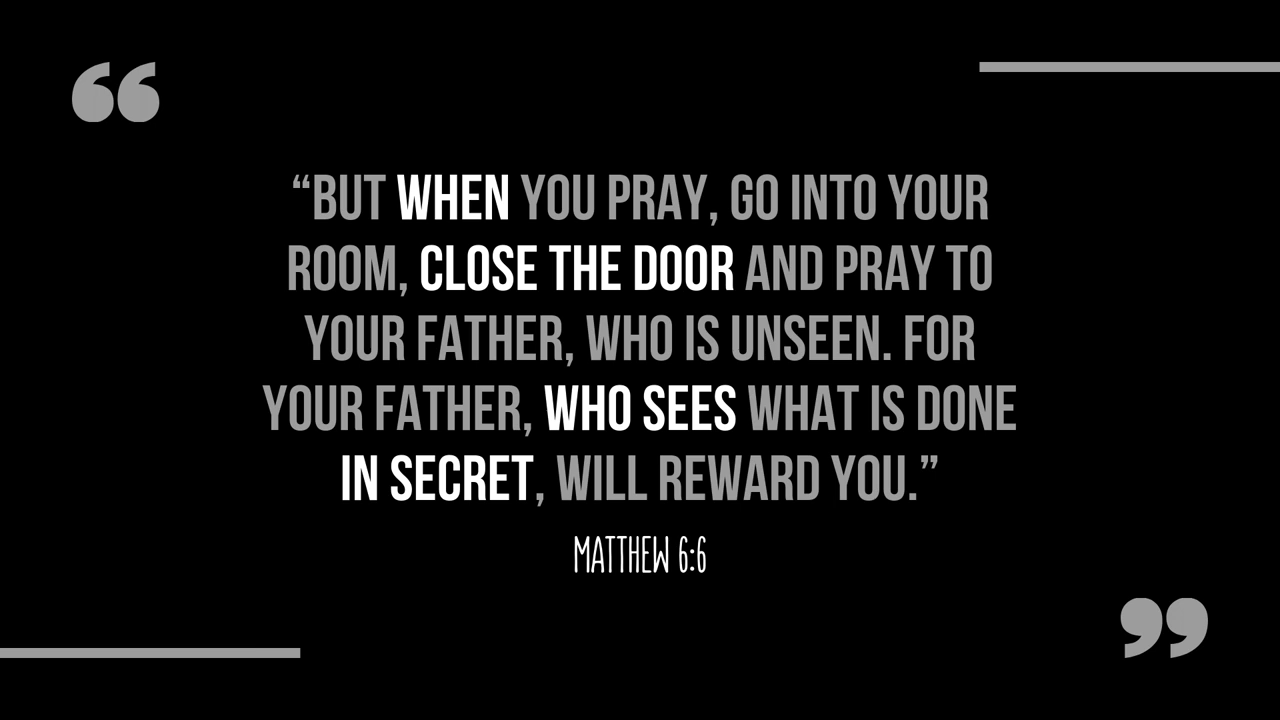 “BUT WHEN YOU PRAY, GO INTO YOUR
ROOM, CLOSE THE DOOR AND PRAY TO
YOUR FATHER, WHO IS UNSEEN. FOR
YOUR FATHER, WHO SEES WHAT IS DONE
IN SECRET, WILL REWARD YOU.”
MATTHEW 6:6